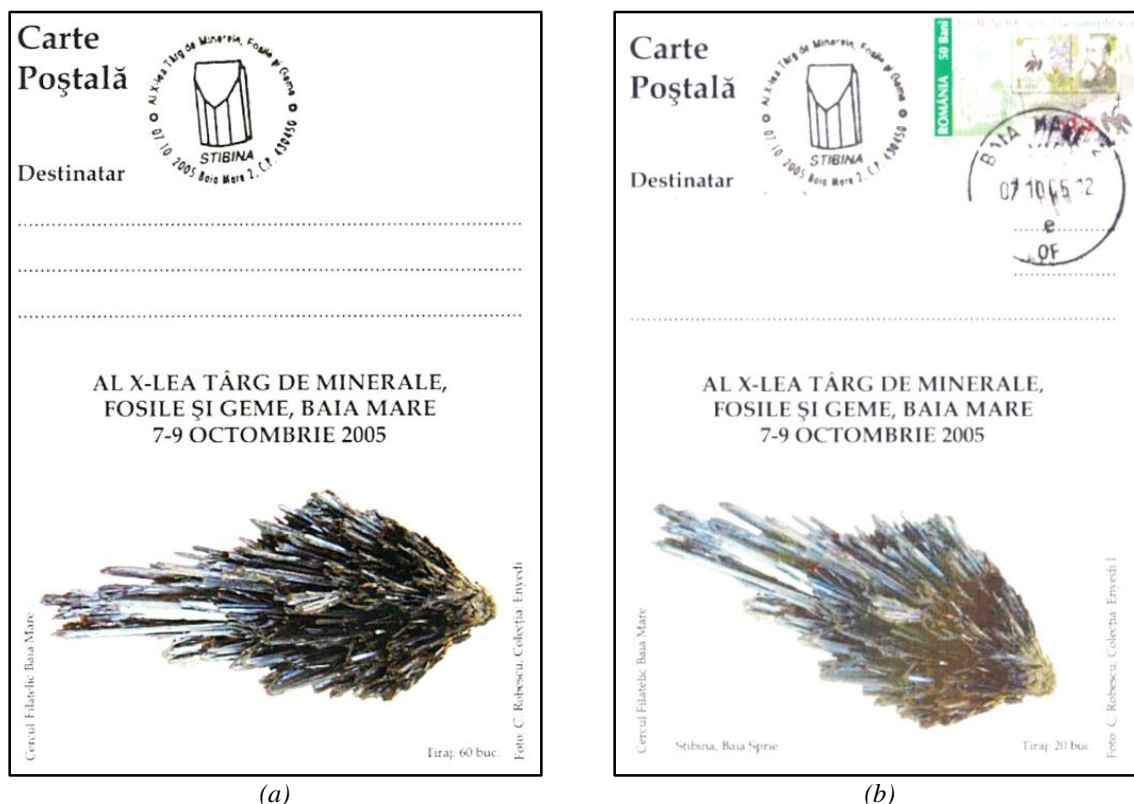 Carte
Poştală
Al X-lea Târg de Minerale, Fosile şi Geme
STIBINA
07.10. 2005 Baia Mare 2, C.P. 430450
Destinatar
AL X-LEA TÂRG DE MINERALE,
FOSILE ŞI GEME, BAIA MARE
7-9 OCTOMBRIE 2005
Cercul Filatelic Baia Mare
Foto: C. Robescu, Colecţia: Enyedi
Tiraj: 60 buc.
(a)
Carte
Poştală
Al X-lea Târg de Minerale, Fosile şi Geme
STIBINA
07.10. 2005 Baia Mare 2, C.P. 430450
ROMÂNIA 50 Bani
BAIA
07 10 05 12
e
OF
Destinatar
AL X-LEA TÂRG DE MINERALE,
FOSILE ŞI GEME, BAIA MARE
7-9 OCTOMBRIE 2005
Cercul Filatelic Baia Mare
Foto: C. Robescu, Colecţia: Enyedi I
Stibina, Baia Sprie
Tiraj: 20 buc.
(b)